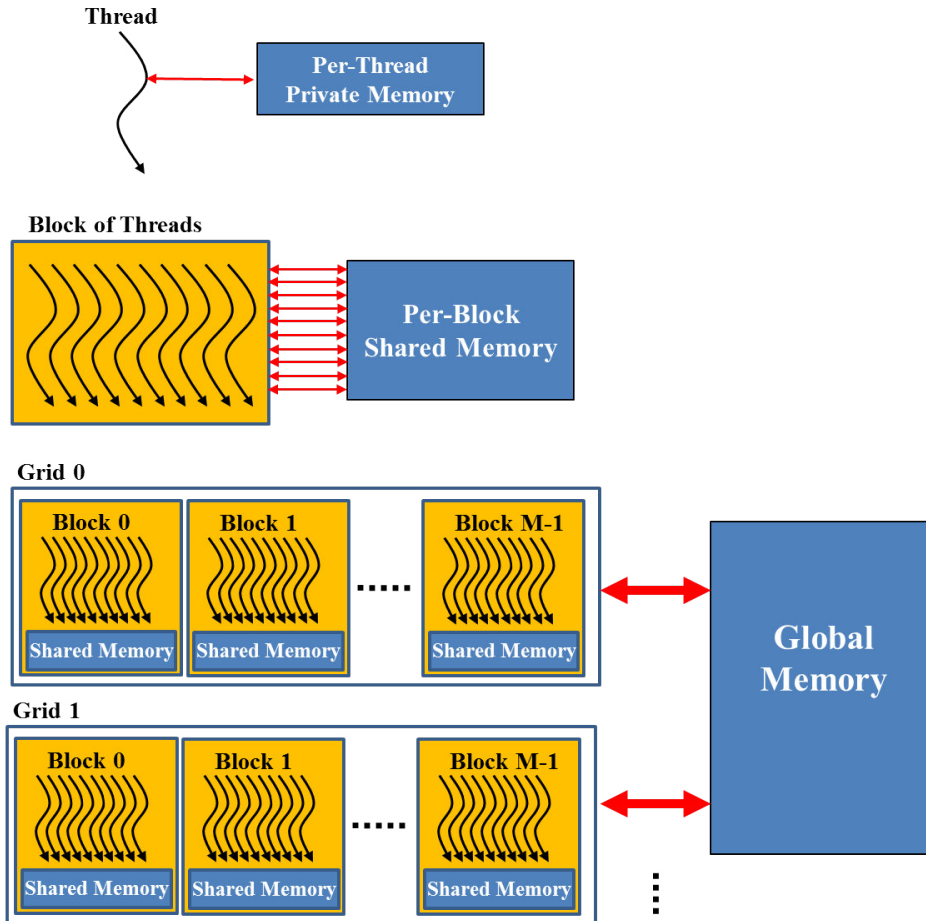 Thread
Per-Thread
Private Memory
Block of Threads
Per-Block
Shared Memory
Grid 0
Block 0
Block 1
Block M-1
Shared Memory
Shared Memory
Shared Memory
Global
Memory
Grid 1
Block 0
Block 1
Block M-1
Shared Memory
Shared Memory
Shared Memory